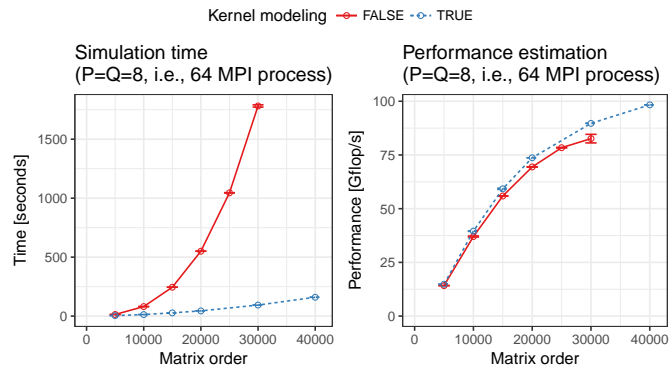 Kernel modeling FALSE TRUE
Simulation time
(P=Q=8, i.e., 64 MPI process)
Time [seconds]
1750
1500
1000
500
0
0 10000 20000 30000 40000
Matrix order
Performance estimation
(P=Q=8, i.e., 64 MPI process)
Performance [Gflop/s]
100
75
50
25
0
0 10000 20000 30000 40000
Matrix order